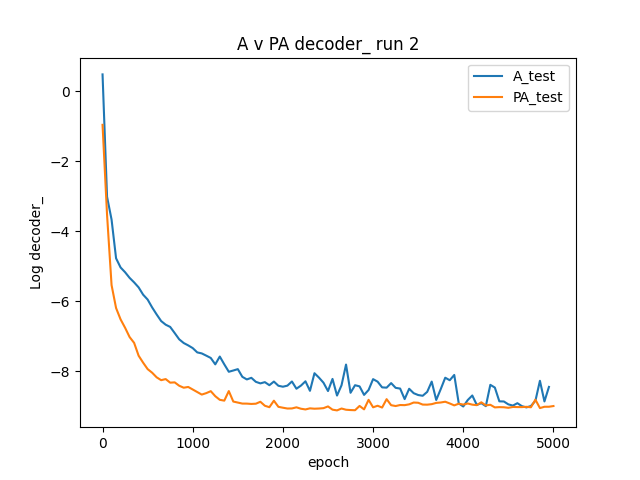 A v PA decoder_ run 2
A_test
PA_test
Log decoder_
0
−2
−4
−6
−8
0 1000 2000 3000 4000 5000
epoch